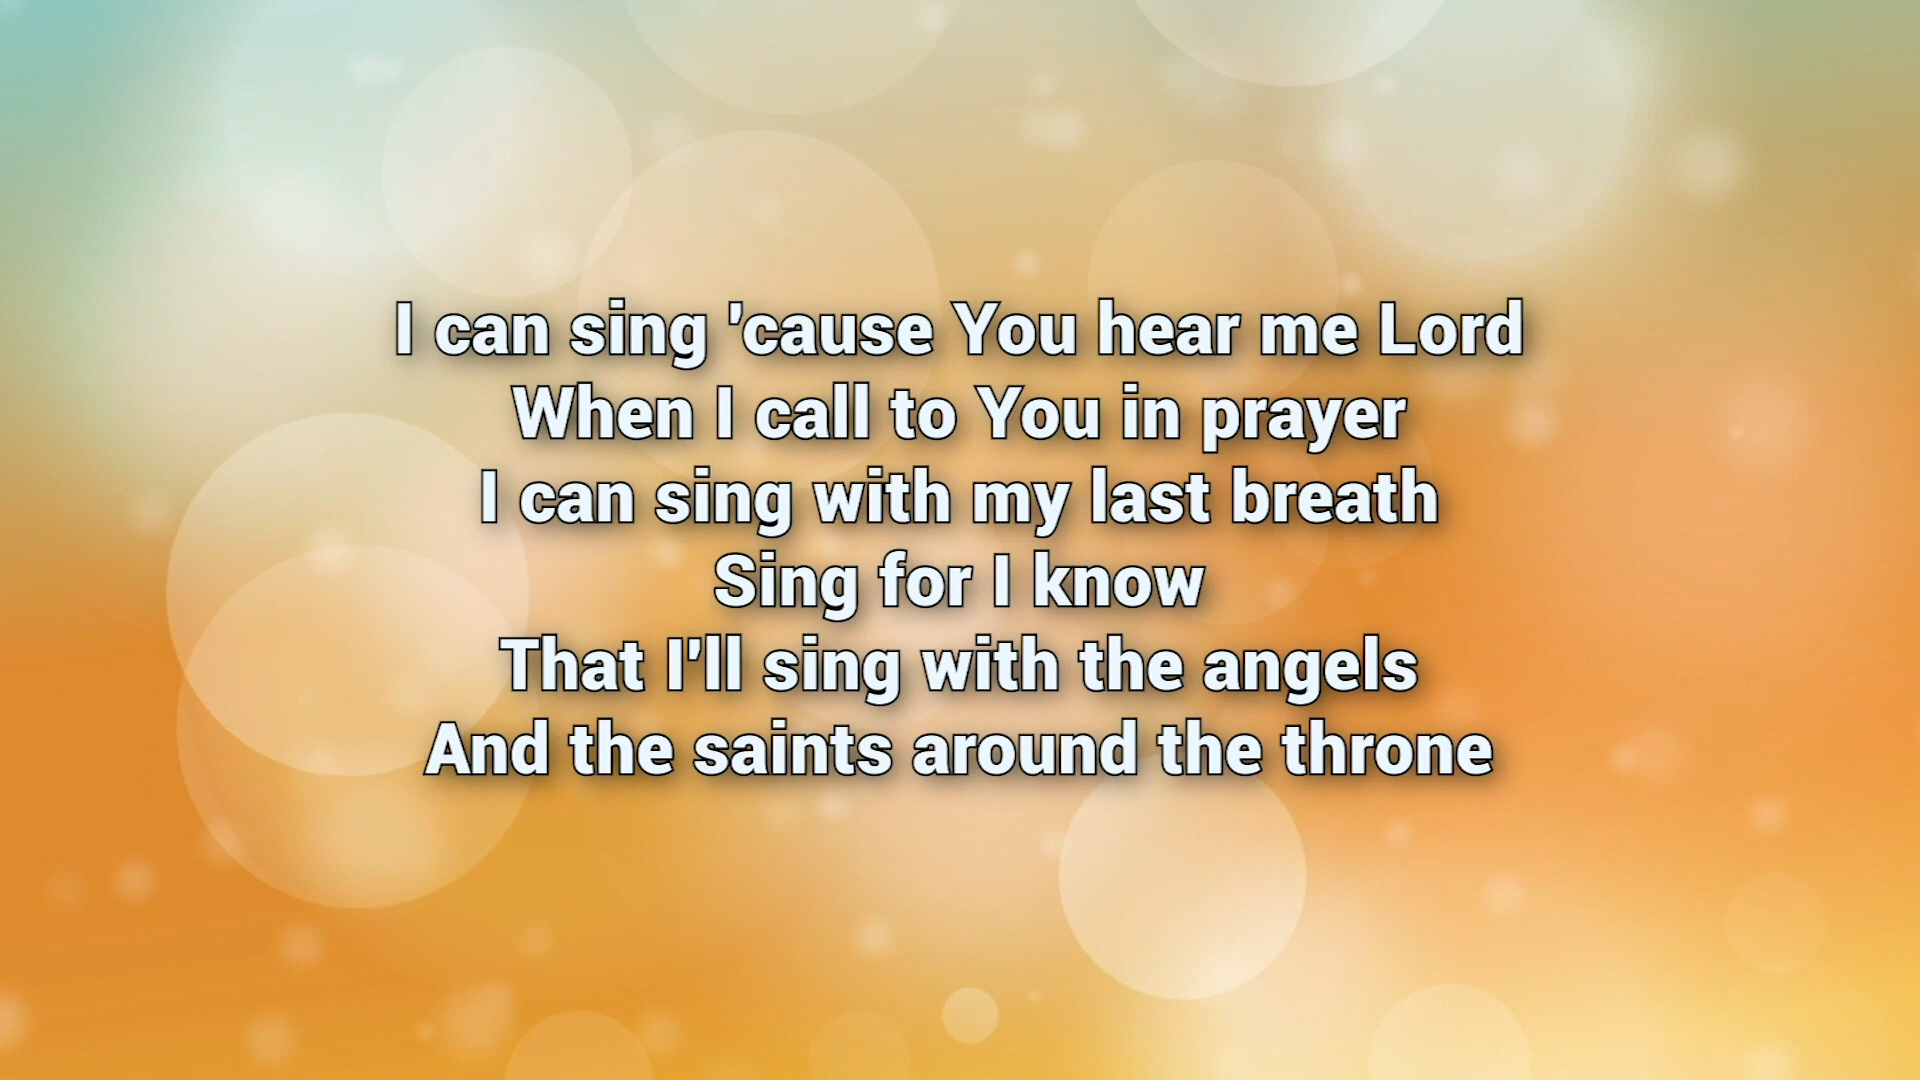 I can sing 'cause You hear me Lord
When I call to You in prayer
I can sing with my last breath
Sing for I know
That I'll sing with the angels
And the saints around the throne